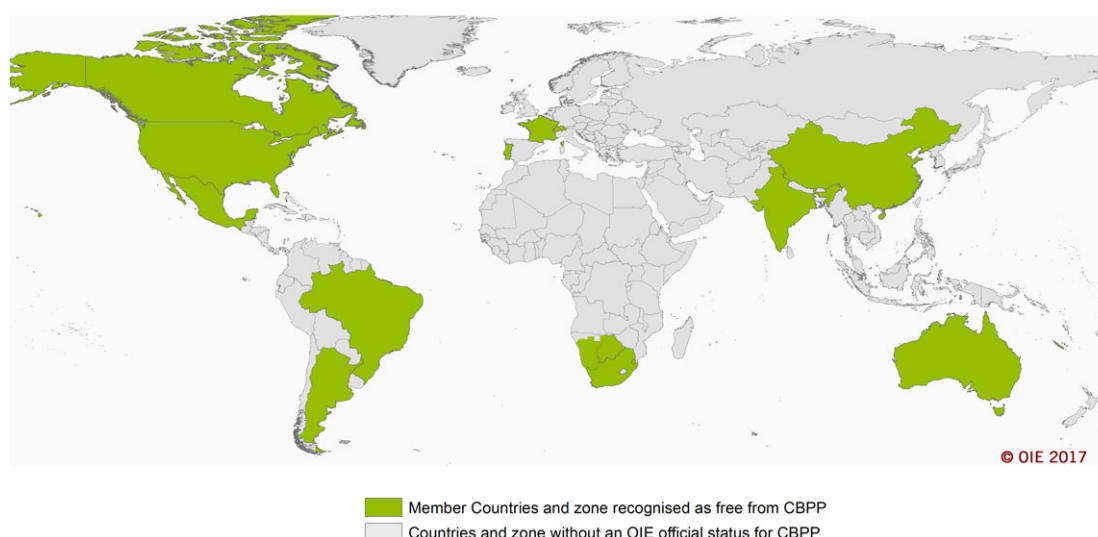 © OIE 2017
Member Countries and zone recognised as free from CBPP
Countries and zone without an OIE official status for CBPP